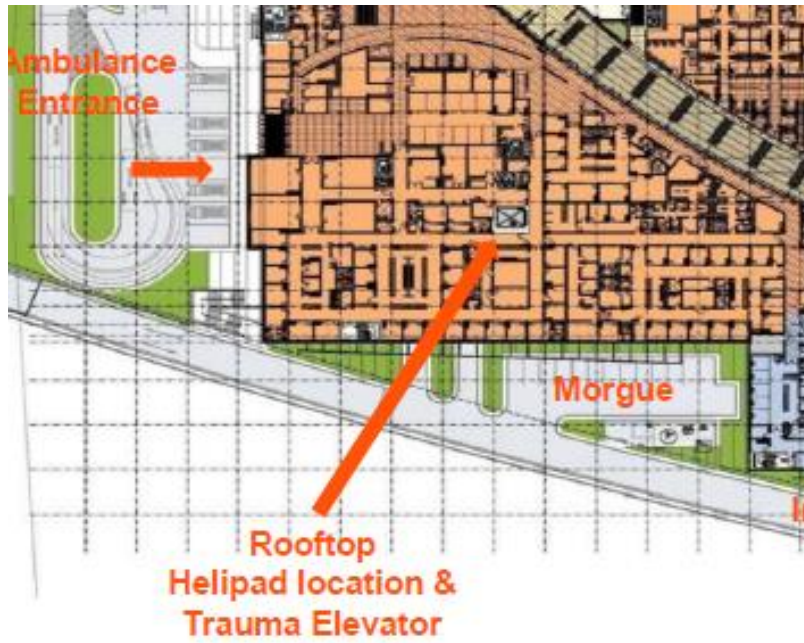 Ambulance
Entrance
Morgue
Rooftop
Helipad location &
Trauma Elevator